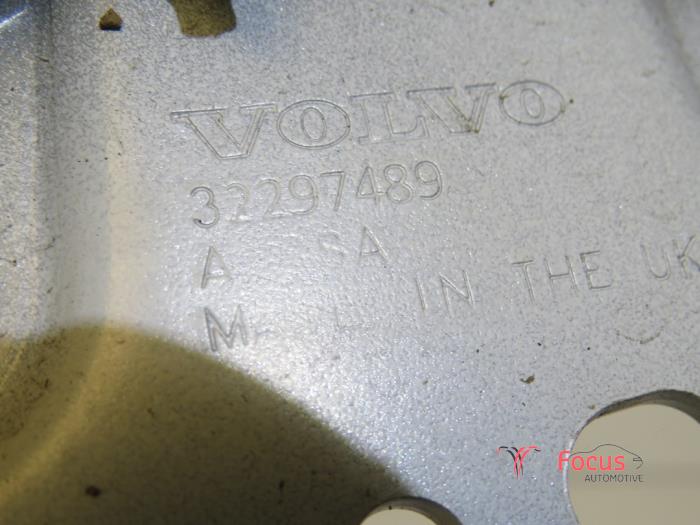 VOLVO
32297489
IN THE UK
Focus
AUTOMOTIVE